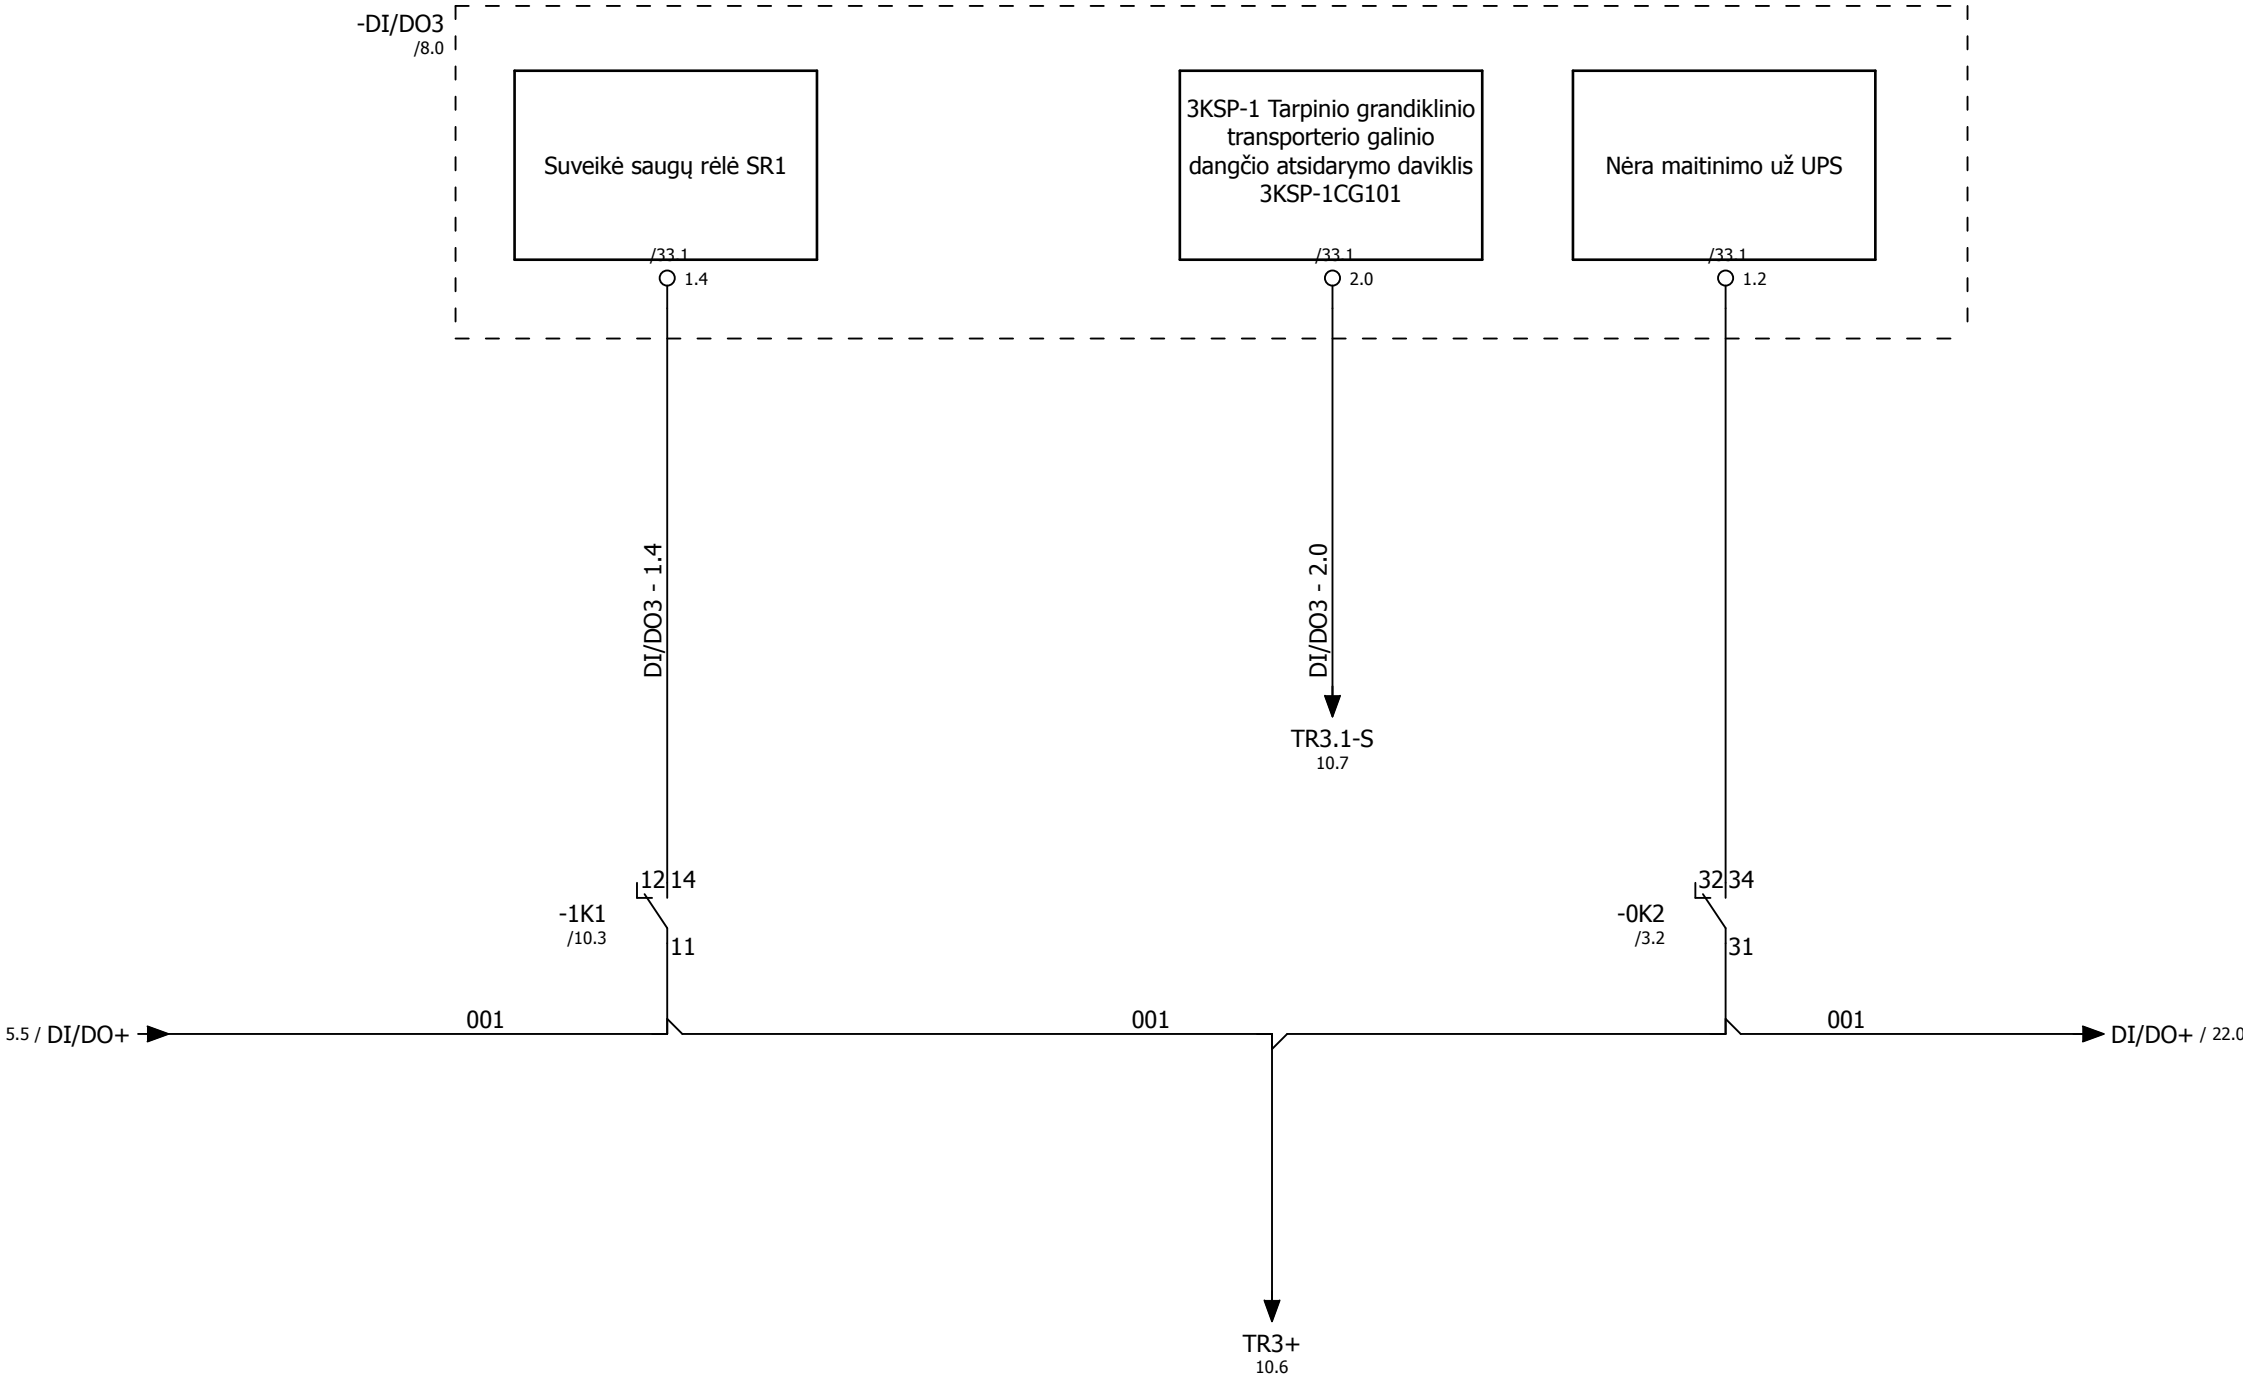 -DI/DO3
/8.0
Suveikė saugų rėlė SR1
/33.1
1.4
3KSP-1 Tarpinio grandiklinio
transporterio galinio
dangčio atsidarymo daviklis
3KSP-1CG101
/33.1
2.0
Nėra maitinimo už UPS
/33.1
1.2
DI/DO3 - 1.4
DI/DO3 - 2.0
TR3.1-S
10.7
12 14
-1K1
/10.3
11
32 34
-0K2
/3.2
31
5.5 / DI/DO+
001
001
001
DI/DO+ / 22.0
TR3+
10.6